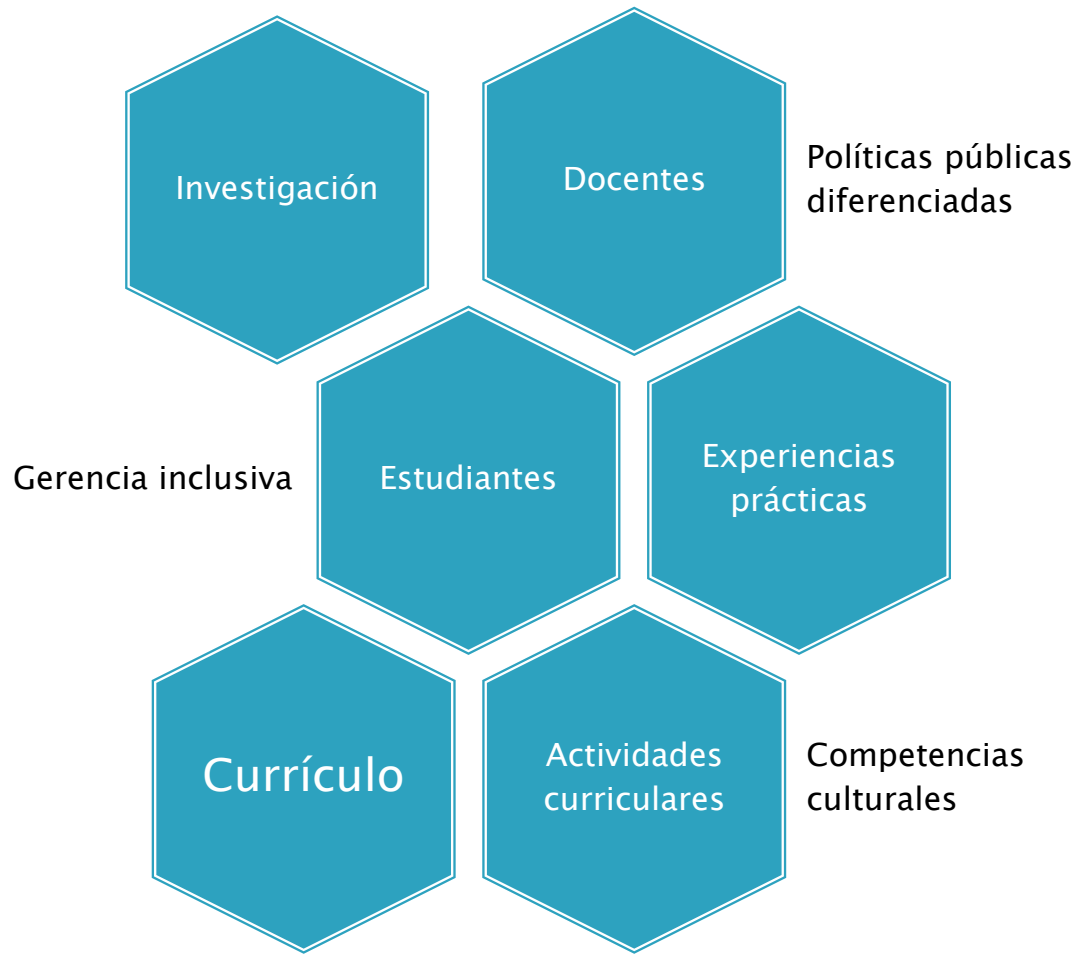 Investigación
Docentes
Políticas públicas
diferenciadas
Gerencia inclusiva
Estudiantes
Experiencias
prácticas
Currículo
Actividades
curriculares
Competencias
culturales